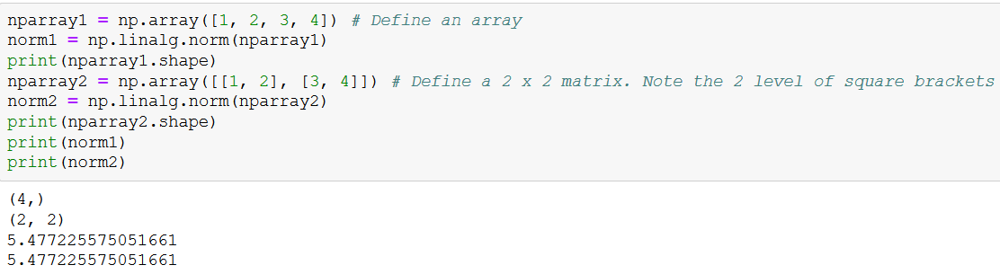 nparray1 = np.array([1, 2, 3, 4]) # Define an array
norm1 = np.linalg.norm(nparray1)
print(nparray1.shape)
nparray2 = np.array([[1, 2], [3, 4]]) # Define a 2 x 2 matrix. Note the 2 level of square brackets
norm2 = np.linalg.norm(nparray2)
print(nparray2.shape)
print(norm1)
print(norm2)
(4,)
(2, 2)
5.477225575051661
5.477225575051661